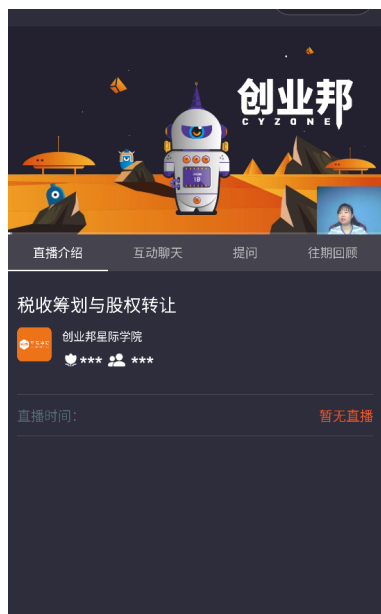 创业邦
CYZONE
直播介绍
互动聊天
提问
往期回顾
税收筹划与股权转让
创业邦星际学院
***
***
直播时间：
暂无直播